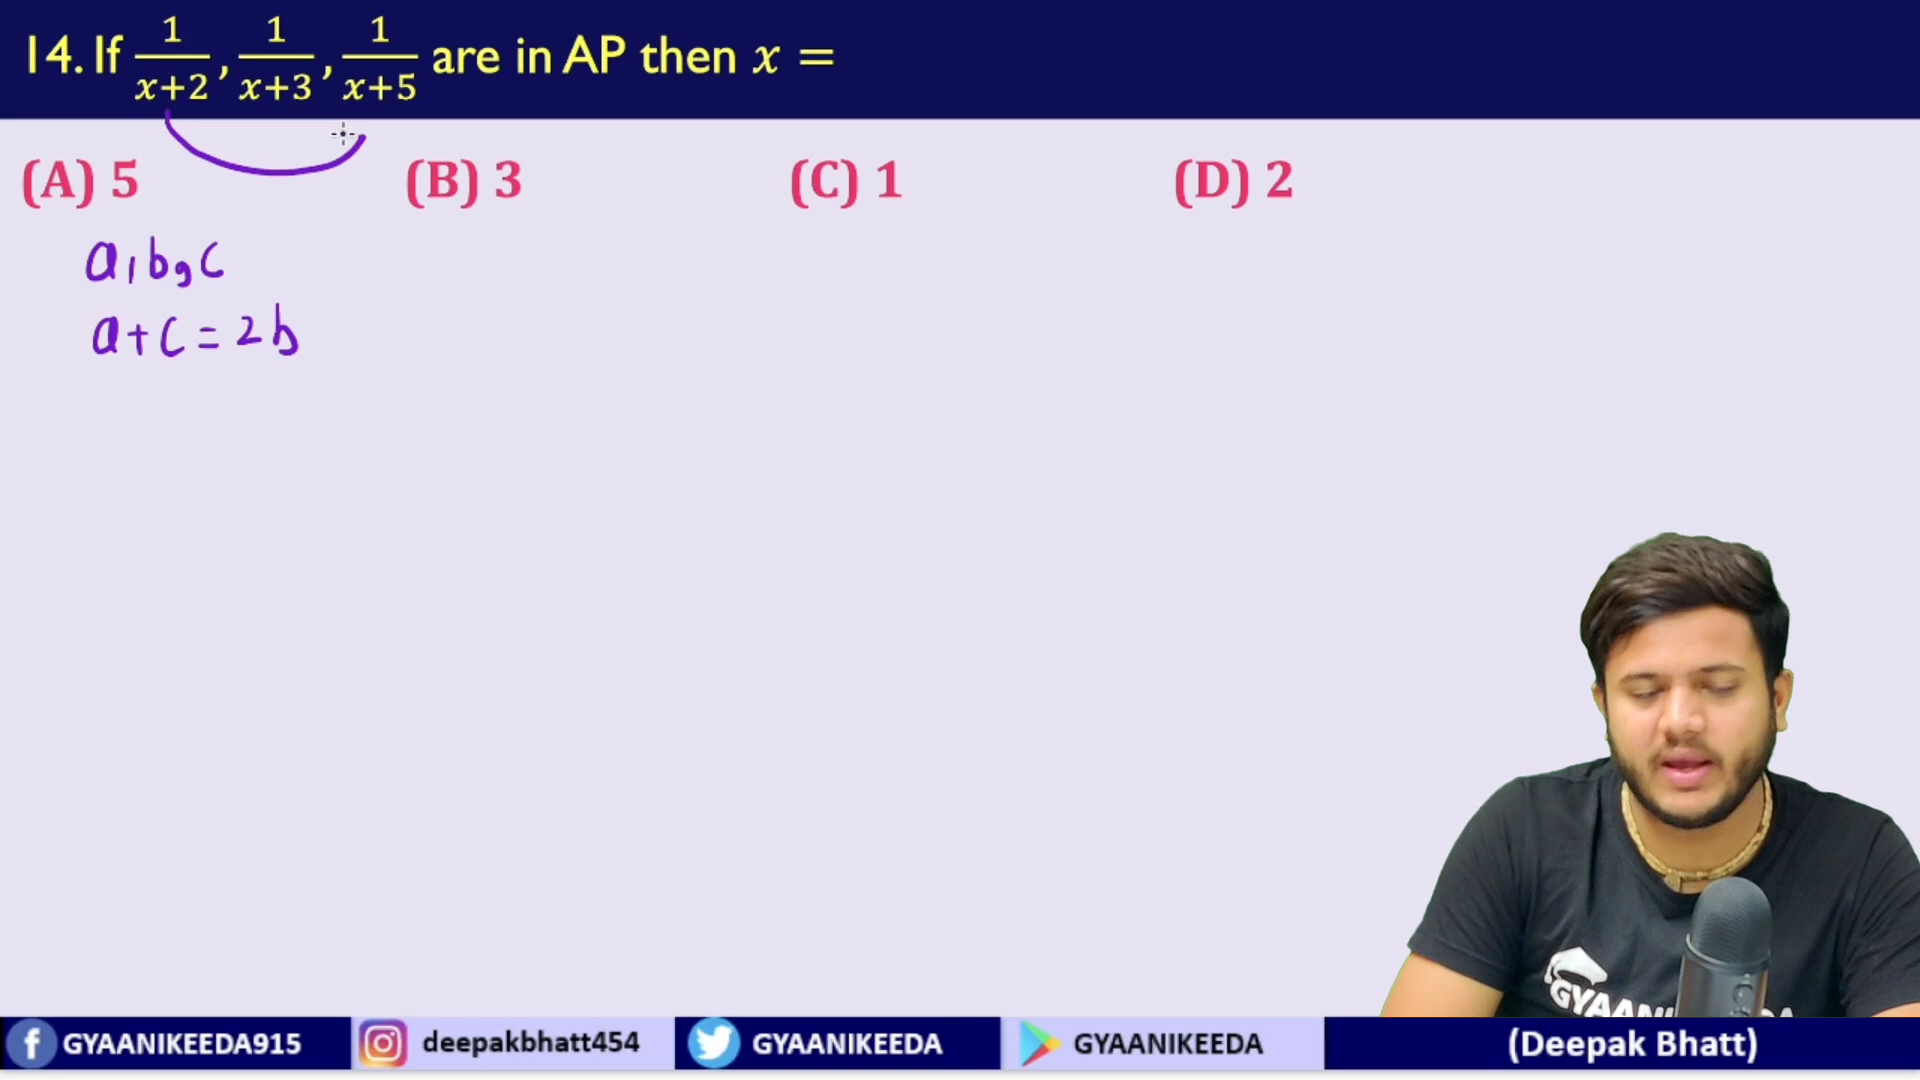 14. If 1/(x+2), 1/(x+3), 1/(x+5) are in AP then x =
(A) 5 (B) 3 (C) 1 (D) 2
a, b, c
a + c = 2b
GYAANI
GYAANIKEEDA915 deepakbhatt454 GYAANIKEEDA GYAANIKEEDA (Deepak Bhatt)